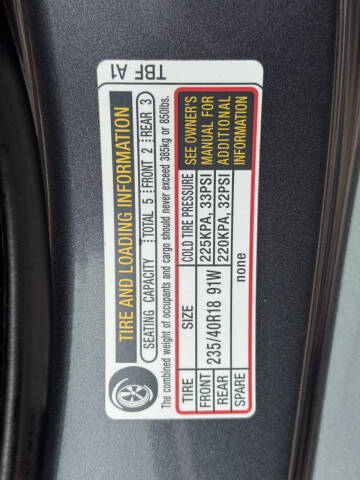 TIRE AND LOADING INFORMATION
SEATING CAPACITY TOTAL 5 FRONT 2 REAR 3
The combined weight of occupants and cargo should never exceed 385kg or 850lbs.
TIRE SIZE COLD TIRE PRESSURE
FRONT 235/40R18 91W 225KPA, 33PSI
REAR 220KPA, 32PSI
SPARE none
SEE OWNER'S
MANUAL FOR
ADDITIONAL
INFORMATION
TBF A1